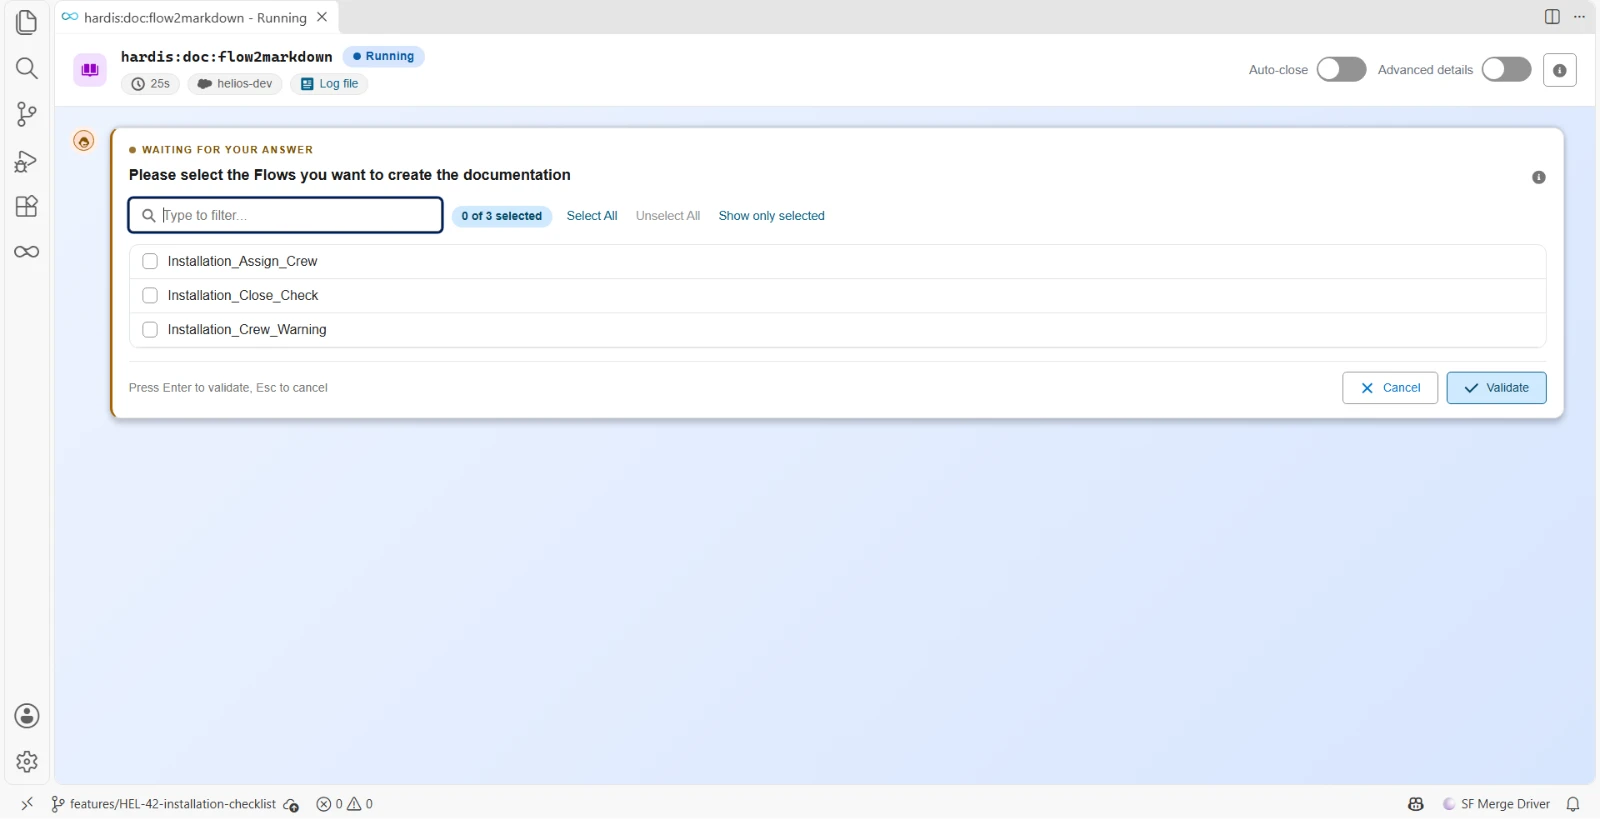 hardis:doc:flow2markdown - Running
hardis:doc:flow2markdown
Running
25s
helios-dev
Log file
Auto-close
Advanced details
WAITING FOR YOUR ANSWER
Please select the Flows you want to create the documentation
Type to filter...
0 of 3 selected
Select All
Unselect All
Show only selected
Installation_Assign_Crew
Installation_Close_Check
Installation_Crew_Warning
Press Enter to validate, Esc to cancel
Cancel
Validate
features/HEL-42-installation-checklist
0
0
SF Merge Driver